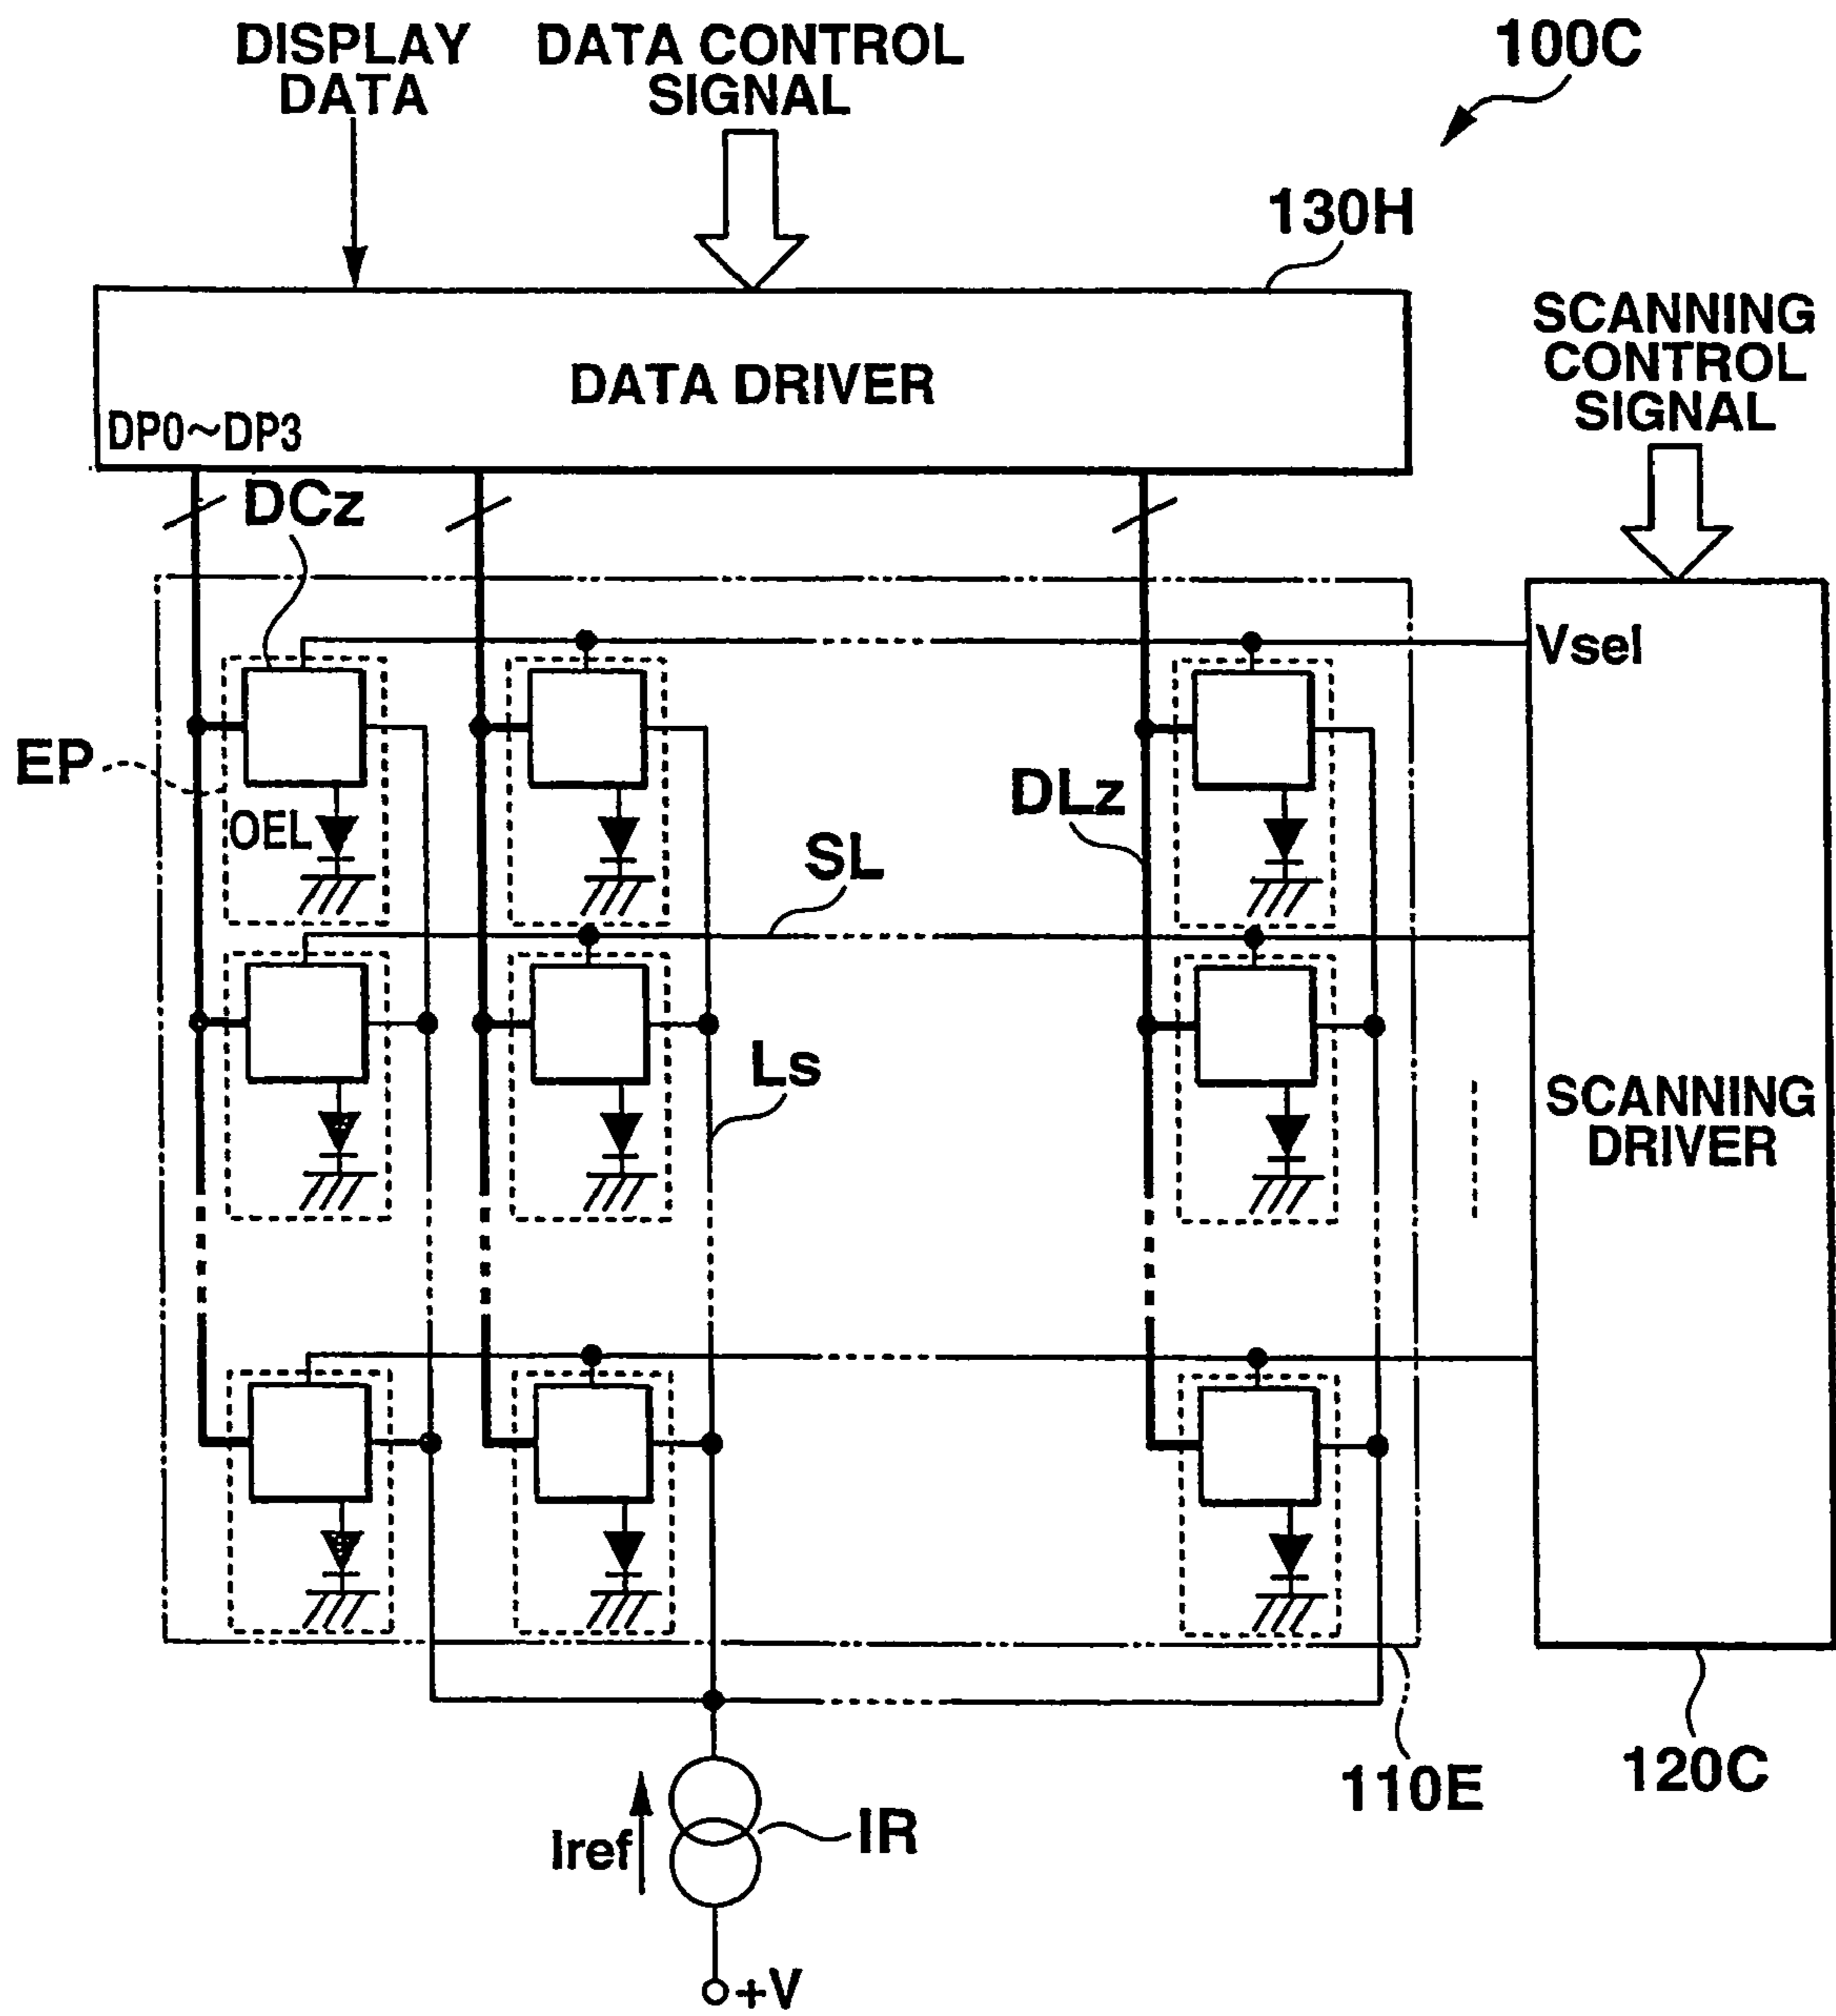 DISPLAY
DATA
DATA CONTROL
SIGNAL
100C
130H
DATA DRIVER
DP0~DP3
SCANNING
CONTROL
SIGNAL
DCz
Vsel
EP
OEL
DLz
SL
Ls
SCANNING
DRIVER
110E
120C
Iref
IR
+V